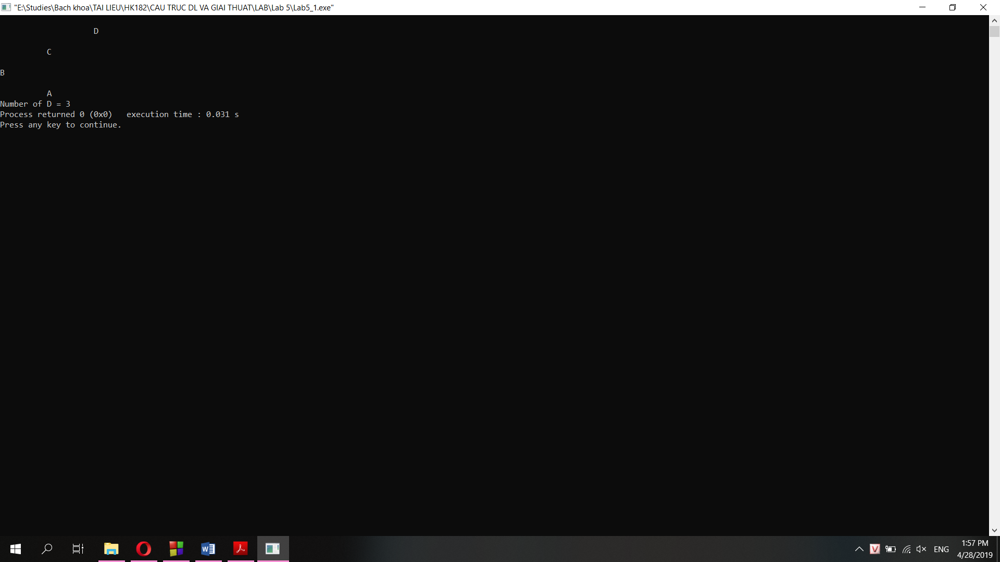 "E:\Studies\Bach khoa\TAI LIEU\HK182\CAU TRUC DL VA GIAI THUAT\LAB\Lab 5\Lab5_1.exe"
D
C
B
A
Number of D = 3
Process returned 0 (0x0)   execution time : 0.031 s
Press any key to continue.
W
V
ENG
1:57 PM
4/28/2019